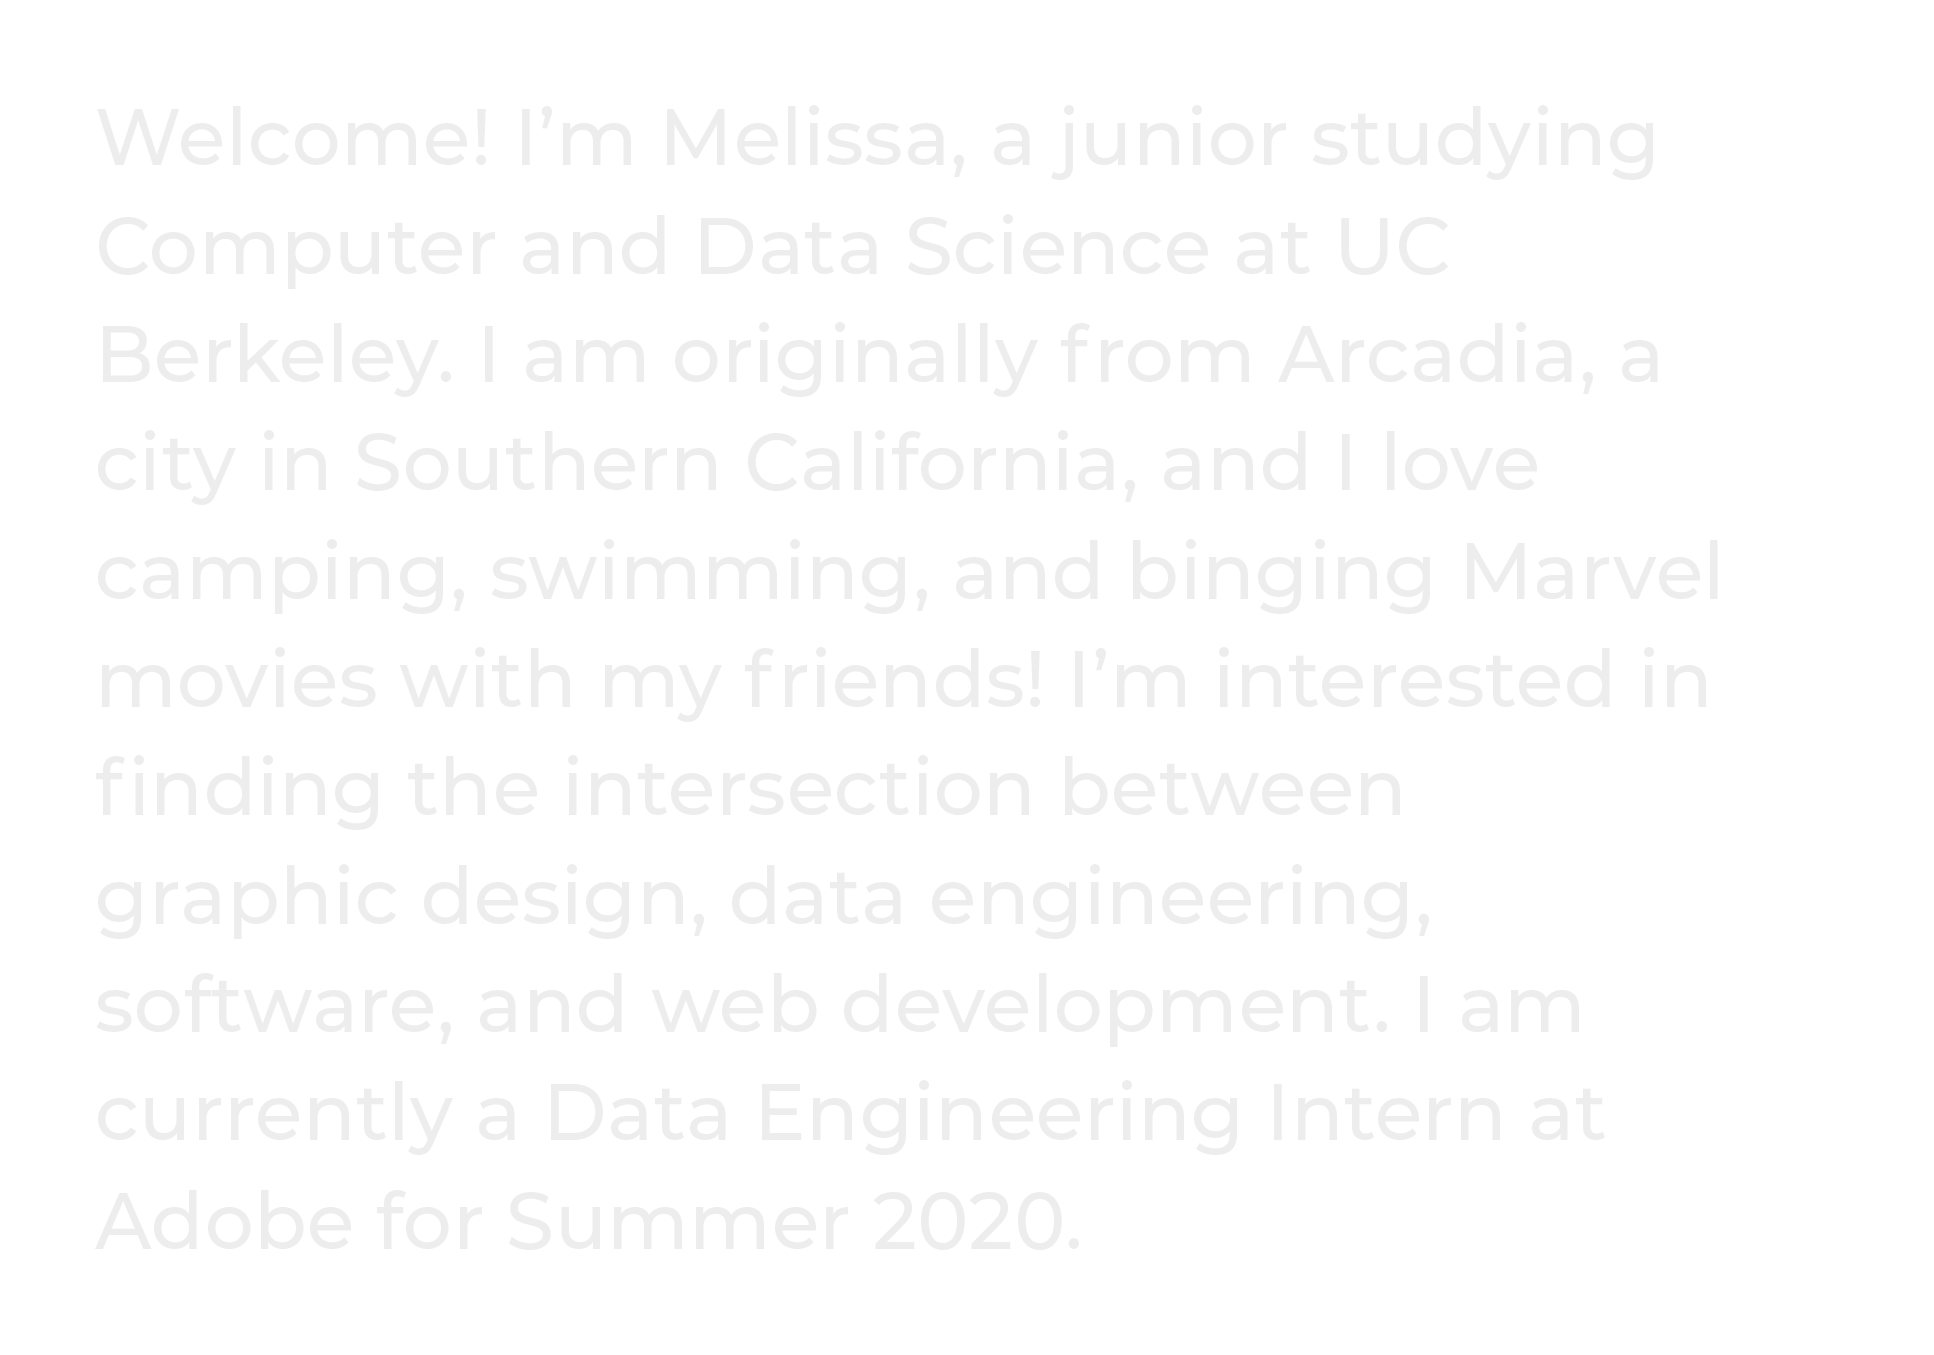 Welcome! I’m Melissa, a junior studying
Computer and Data Science at UC
Berkeley. I am originally from Arcadia, a
city in Southern California, and I love
camping, swimming, and binging Marvel
movies with my friends! I’m interested in
finding the intersection between
graphic design, data engineering,
software, and web development. I am
currently a Data Engineering Intern at
Adobe for Summer 2020.